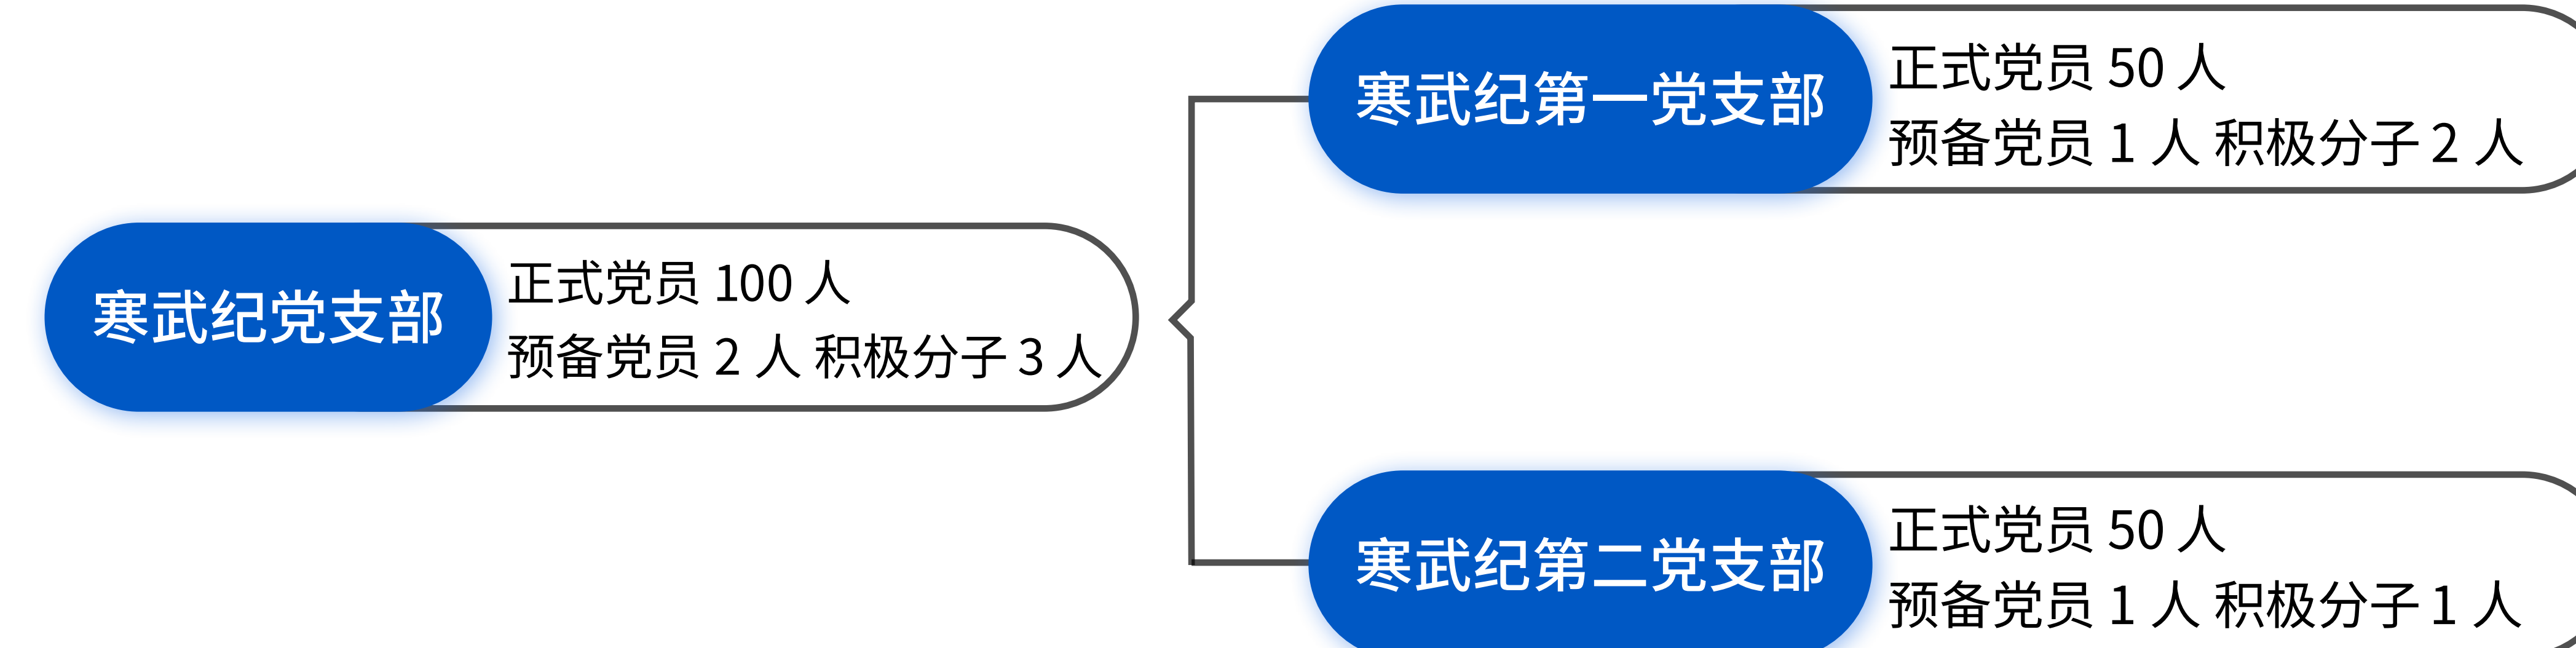 寒武纪党支部
正式党员 100 人
预备党员 2 人 积极分子 3 人
寒武纪第一党支部
正式党员 50 人
预备党员 1 人 积极分子 2 人
寒武纪第二党支部
正式党员 50 人
预备党员 1 人 积极分子 1 人